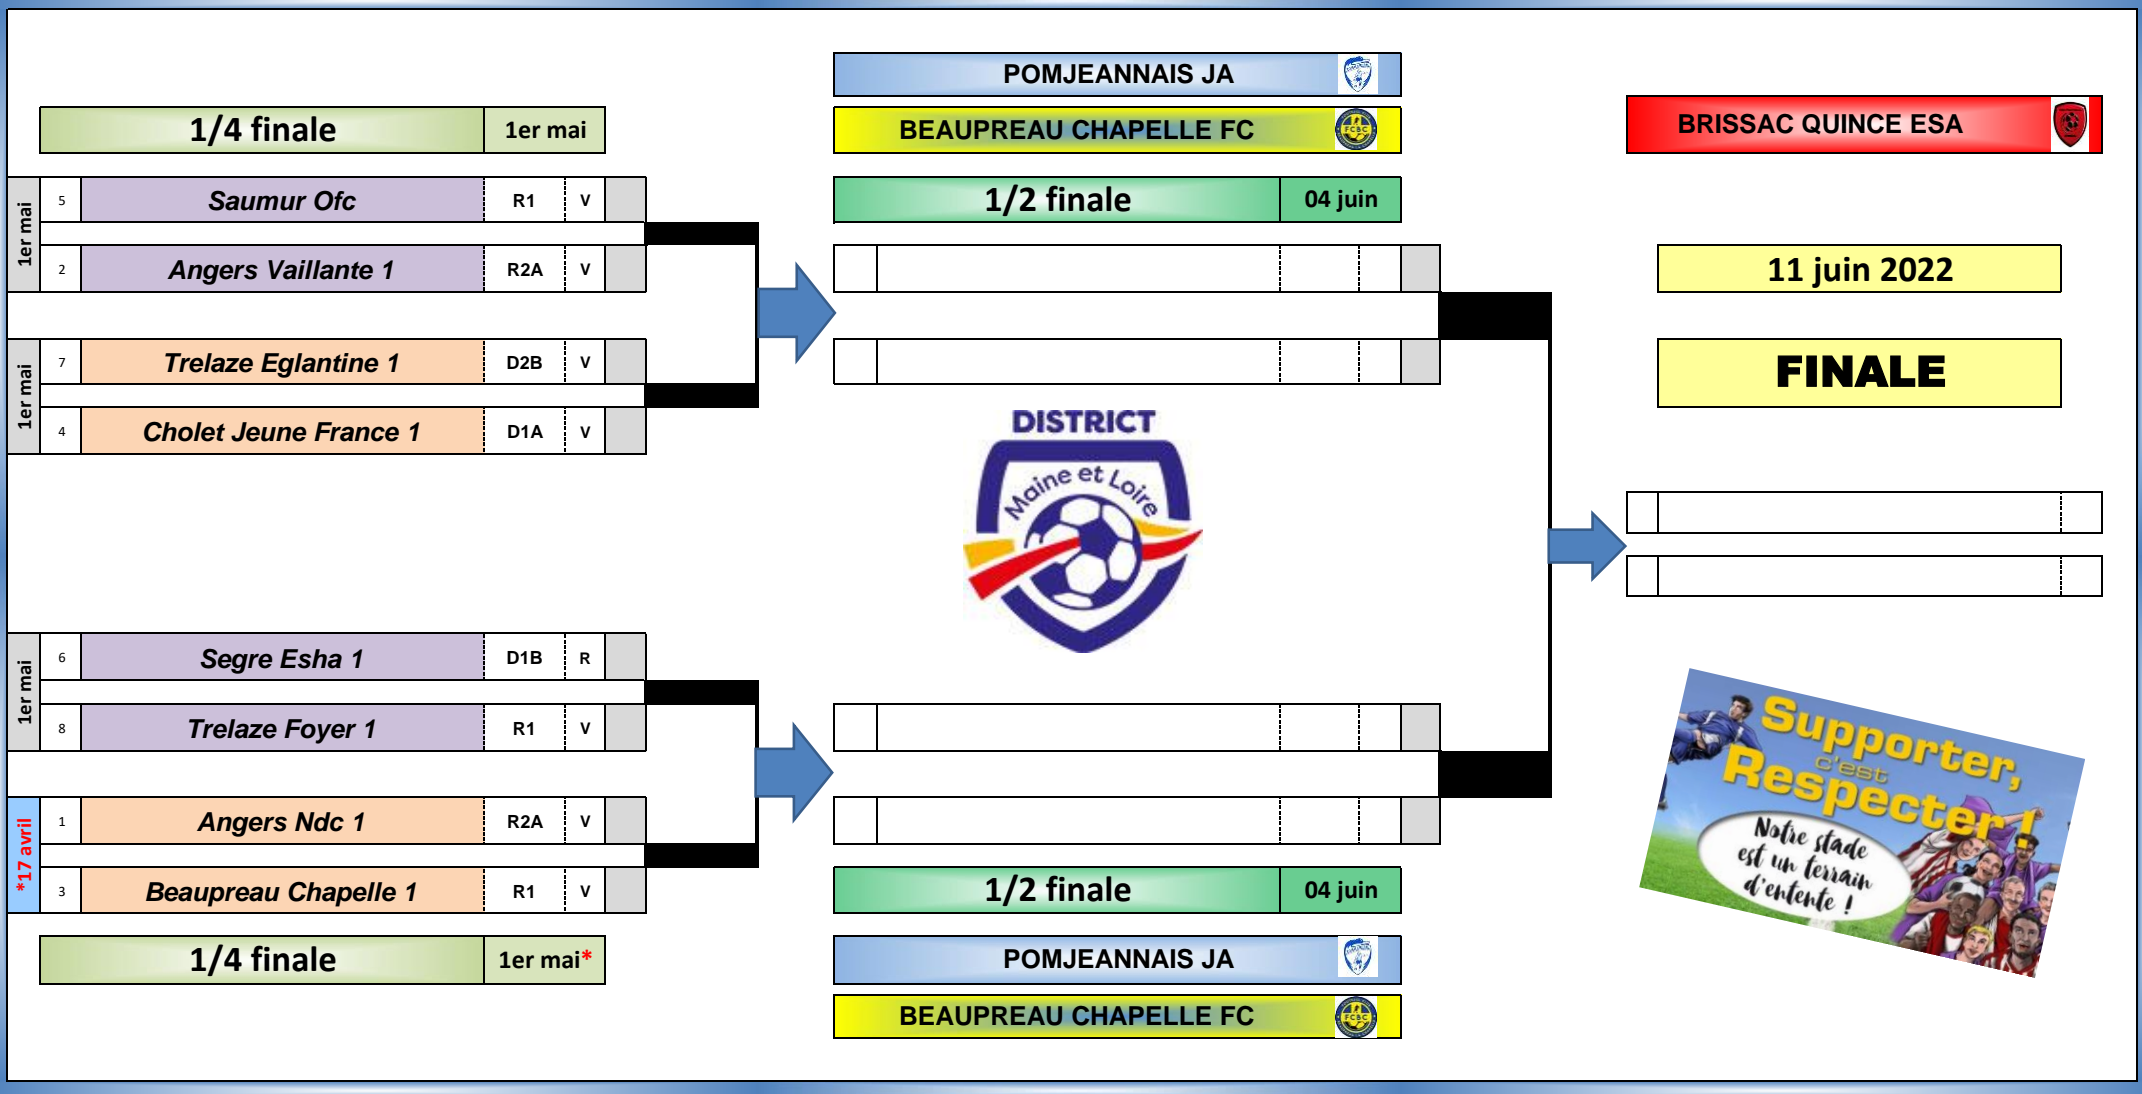 POMJEANNAIS JA
BEAUPREAU CHAPELLE FC
FCBC
BRISSAC QUINCE ESA
1/4 finale 1er mai
1/2 finale 04 juin
11 juin 2022
FINALE
1er mai
5 Saumur Ofc R1 V
2 Angers Vaillante 1 R2A V
1er mai
7 Trelaze Eglantine 1 D2B V
4 Cholet Jeune France 1 D1A V
DISTRICT
Maine et Loire
1er mai
6 Segre Esha 1 D1B R
8 Trelaze Foyer 1 R1 V
*17 avril
1 Angers Ndc 1 R2A V
3 Beaupreau Chapelle 1 R1 V
1/4 finale 1er mai*
1/2 finale 04 juin
POMJEANNAIS JA
BEAUPREAU CHAPELLE FC
FCBC
Supporter,
c'est
Respecter !
Notre stade
est un terrain
d'entente !